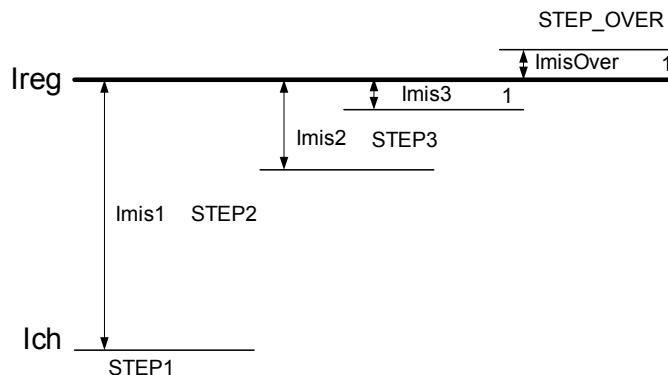 STEP_OVER
ImisOver 1
Ireg
Imis3 1
Imis2 STEP3
Imis1 STEP2
Ich
STEP1